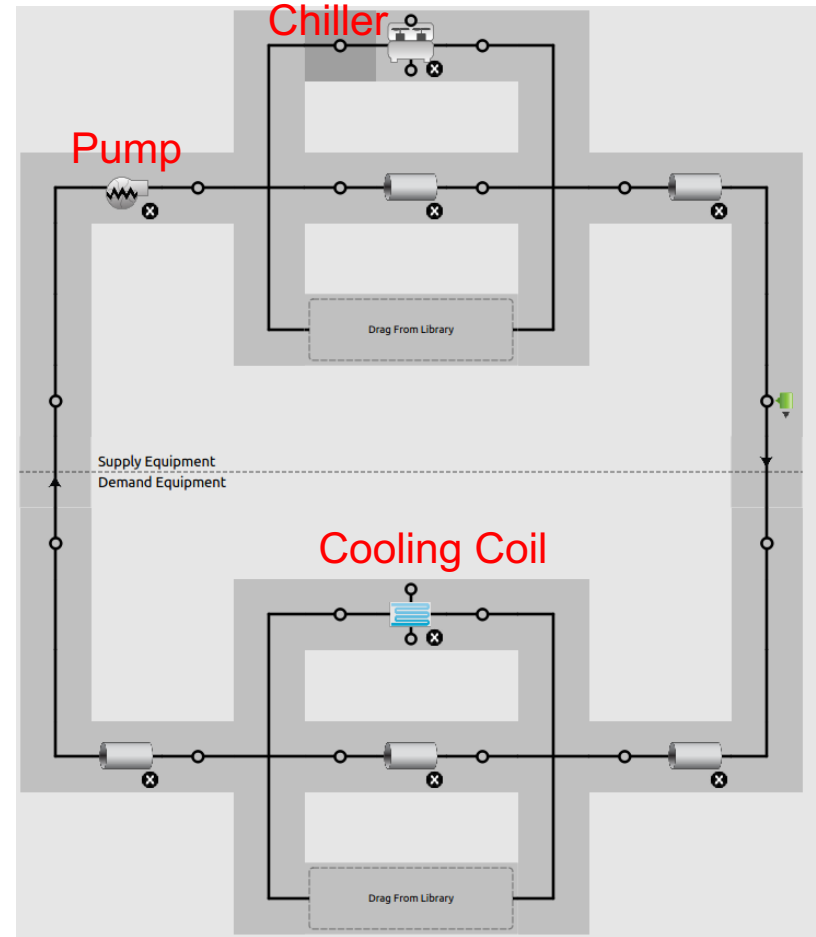 Chiller
Pump
Drag From Library
Supply Equipment
Demand Equipment
Cooling Coil
Drag From Library